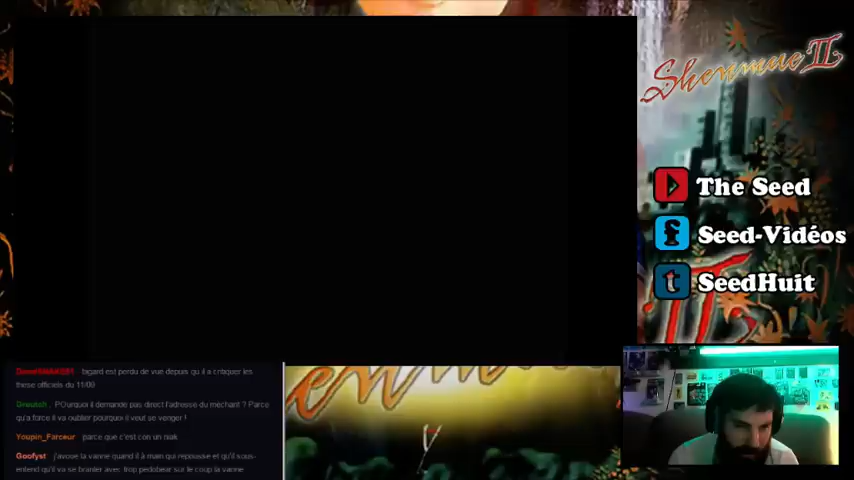 Shenmue II
The Seed
Seed-Vidéos
SeedHuit
bigard est perdu de vue depuis qu il a critiquer les
these officiels du 11/09
POurquoi il demande pas direct l'adresse du méchant ? Parce
qu'a force il va oublier pourquoi il veut se venger !
Youpin_Farceur parce que c'est con un niak
Goofyst j'avoue la vanne quand il à main qui repousse et qu'il sous-
entend qu'il va se branler avec, trop pedobear sur le coup la vanne